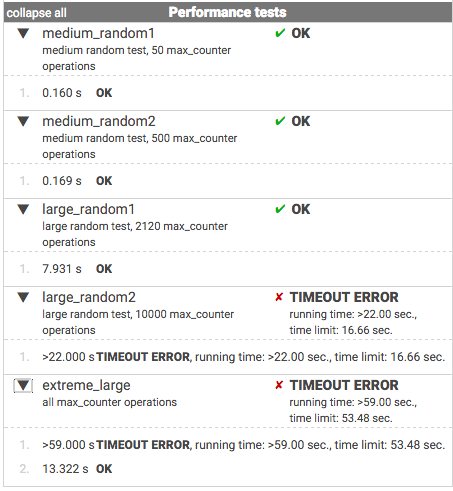 collapse all Performance tests
▼ medium_random1 ✔ OK
medium random test, 50 max_counter
operations
1. 0.160 s OK
▼ medium_random2 ✔ OK
medium random test, 500 max_counter
operations
1. 0.169 s OK
▼ large_random1 ✔ OK
large random test, 2120 max_counter
operations
1. 7.931 s OK
▼ large_random2 ✘ TIMEOUT ERROR
large random test, 10000 max_counter running time: >22.00 sec.,
operations time limit: 16.66 sec.
1. >22.000 s TIMEOUT ERROR, running time: >22.00 sec., time limit: 16.66 sec.
▼ extreme_large ✘ TIMEOUT ERROR
all max_counter operations running time: >59.00 sec.,
time limit: 53.48 sec.
1. >59.000 s TIMEOUT ERROR, running time: >59.00 sec., time limit: 53.48 sec.
2. 13.322 s OK